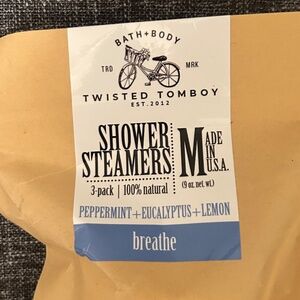 BATH+BODY
TRD MRK
TWISTED TOMBOY
EST. 2012
SHOWER
STEAMERS
3-pack | 100% natural
MADE
IN
U.S.A.
(9 oz. net. wt.)
PEPPERMINT+EUCALYPTUS+LEMON
breathe